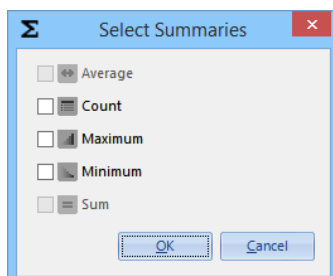 Σ Select Summaries
Average
Count
Maximum
Minimum
Sum
OK Cancel